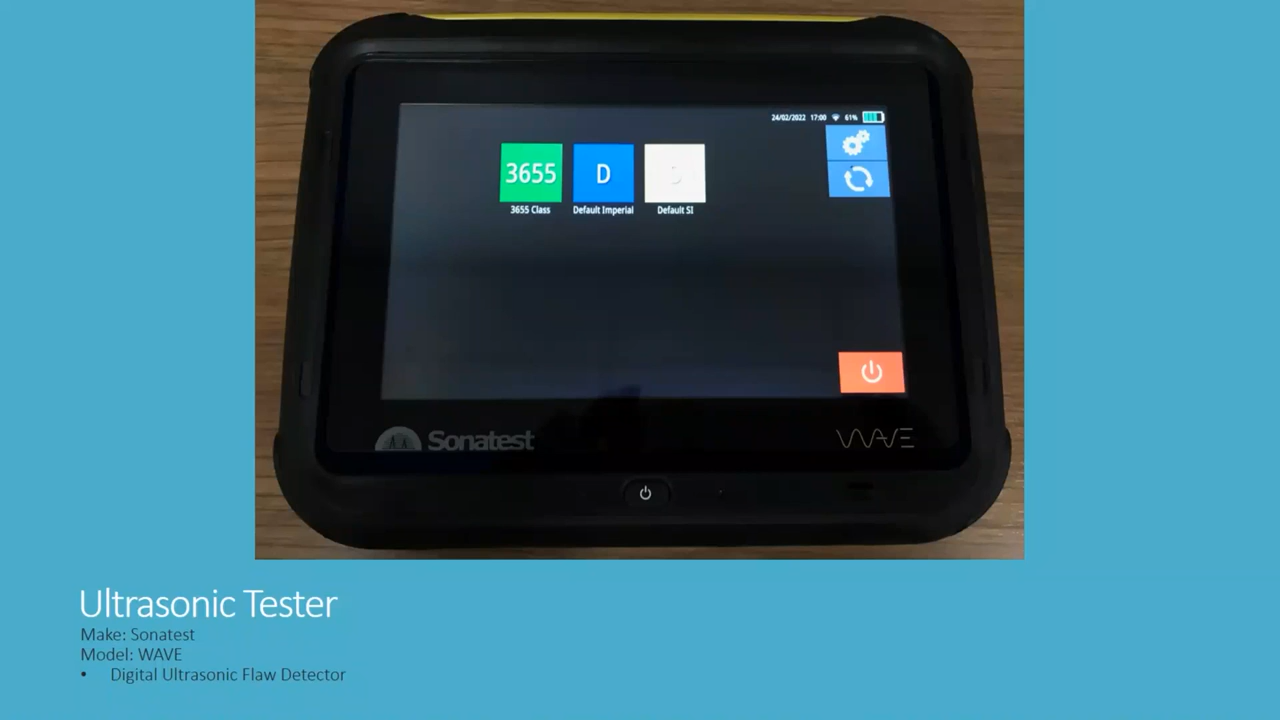 24/02/2022 17:00 61%
3655 D
3655 Class Default Imperial Default SI
Sonatest WAVE
Ultrasonic Tester
Make: Sonatest
Model: WAVE
• Digital Ultrasonic Flaw Detector